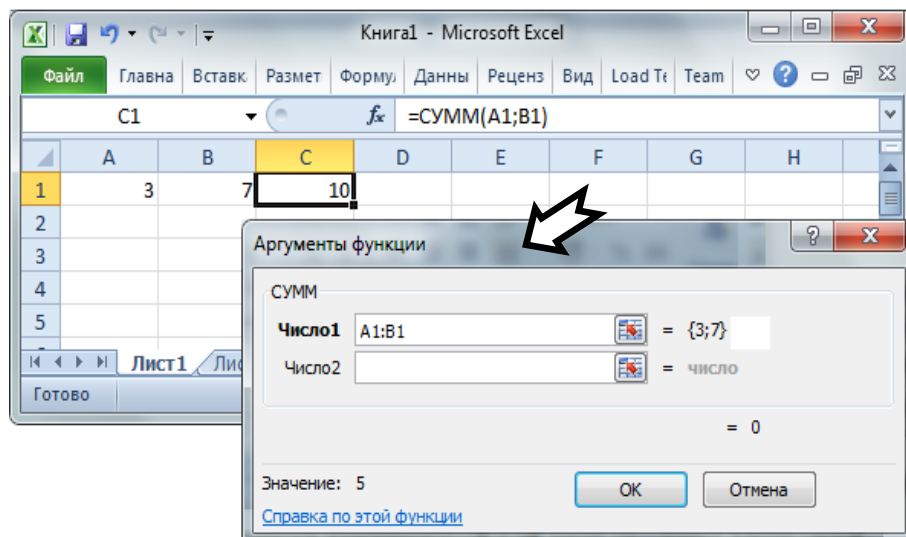 Книга1 - Microsoft Excel
Файл Главна Вставк Размет Форму. Данны Реценз Вид Load Te Team
C1 fx =СУММ(A1;B1)
A B C D E F G H
1 3 7 10
2
3
4
5
Лист1 Лис
Готово
Аргументы функции
СУММ
Число1 A1:B1 = {3;7}
Число2 = число
= 0
Значение: 5
Справка по этой функции
ОК Отмена